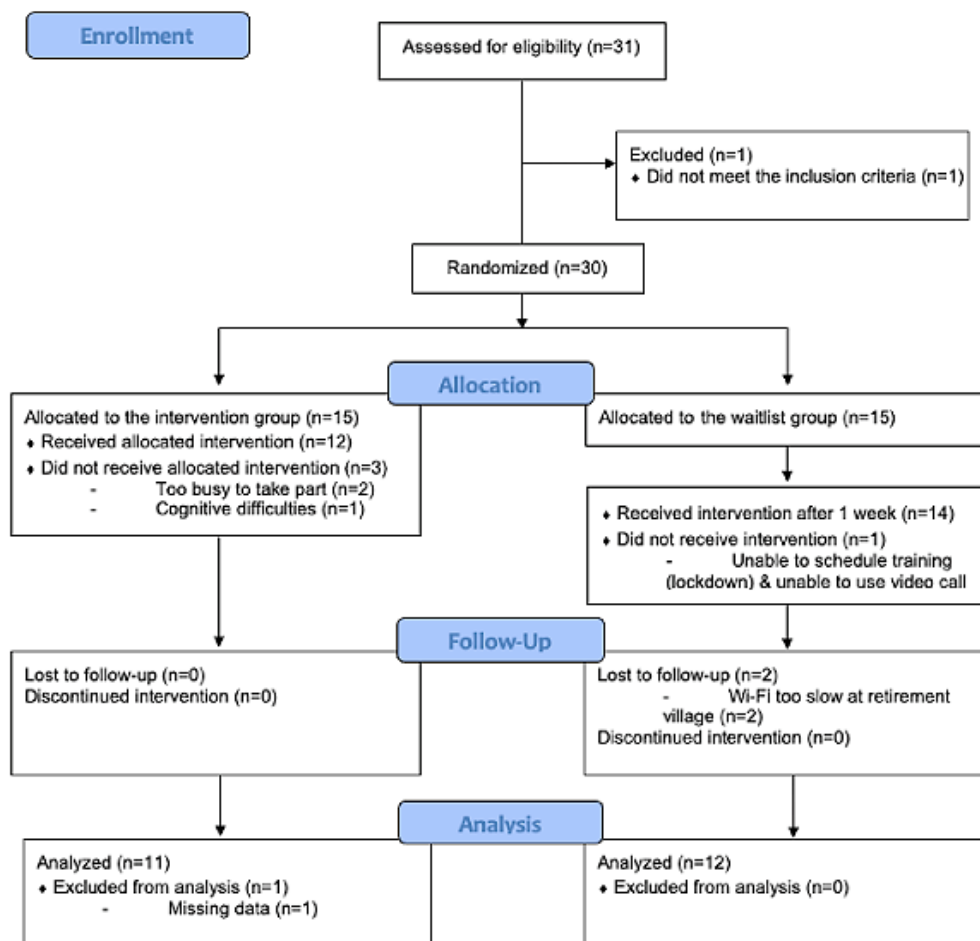 Enrollment
Assessed for eligibility (n=31)
Excluded (n=1)
♦ Did not meet the inclusion criteria (n=1)
Randomized (n=30)
Allocation
Allocated to the intervention group (n=15)
♦ Received allocated intervention (n=12)
♦ Did not receive allocated intervention (n=3)
- Too busy to take part (n=2)
- Cognitive difficulties (n=1)
Allocated to the waitlist group (n=15)
♦ Received intervention after 1 week (n=14)
♦ Did not receive intervention (n=1)
- Unable to schedule training
(lockdown) & unable to use video call
Follow-Up
Lost to follow-up (n=0)
Discontinued intervention (n=0)
Lost to follow-up (n=2)
- Wi-Fi too slow at retirement
village (n=2)
Discontinued intervention (n=0)
Analysis
Analyzed (n=11)
♦ Excluded from analysis (n=1)
- Missing data (n=1)
Analyzed (n=12)
♦ Excluded from analysis (n=0)